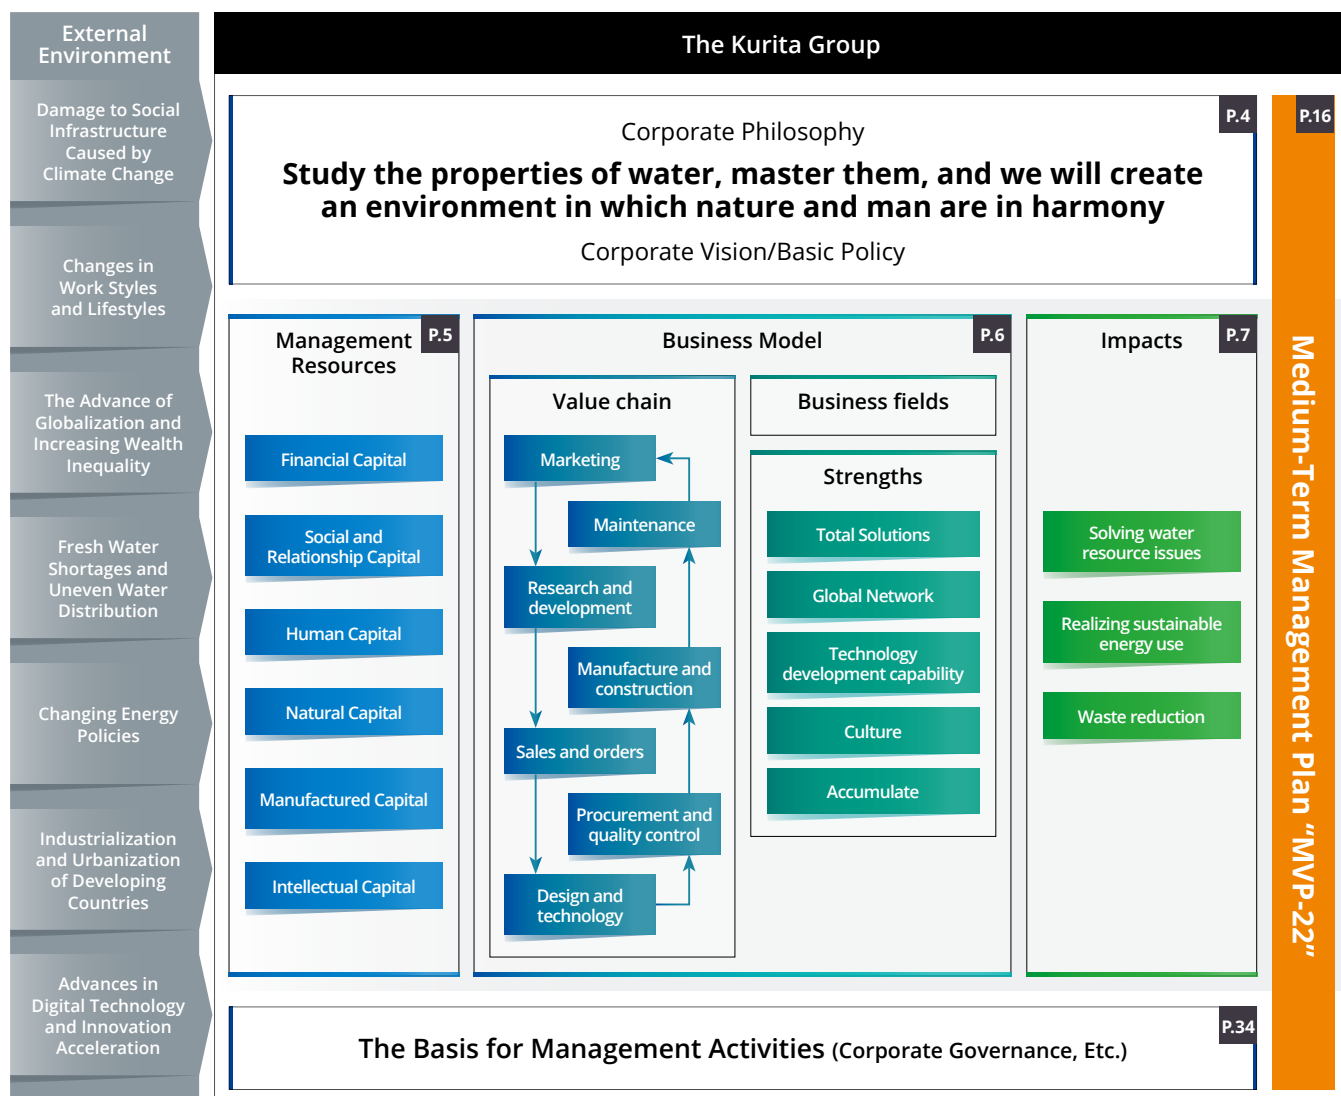 External
Environment
Damage to Social
Infrastructure
Caused by
Climate Change
Changes in
Work Styles
and Lifestyles
The Advance of
Globalization and
Increasing Wealth
Inequality
Fresh Water
Shortages and
Uneven Water
Distribution
Changing Energy
Policies
Industrialization
and Urbanization
of Developing
Countries
Advances in
Digital Technology
and Innovation
Acceleration
The Kurita Group
P.4
Corporate Philosophy
Study the properties of water, master them, and we will create
an environment in which nature and man are in harmony
Corporate Vision/Basic Policy
Management
Resources
P.5
Financial Capital
Social and
Relationship Capital
Human Capital
Natural Capital
Manufactured Capital
Intellectual Capital
Business Model
P.6
Value chain
Marketing
Maintenance
Research and
development
Manufacture and
construction
Sales and orders
Procurement and
quality control
Design and
technology
Business fields
Strengths
Total Solutions
Global Network
Technology
development capability
Culture
Accumulate
Impacts
P.7
Solving water
resource issues
Realizing sustainable
energy use
Waste reduction
P.34
The Basis for Management Activities (Corporate Governance, Etc.)
P.16
Medium-Term Management Plan “MVP-22”